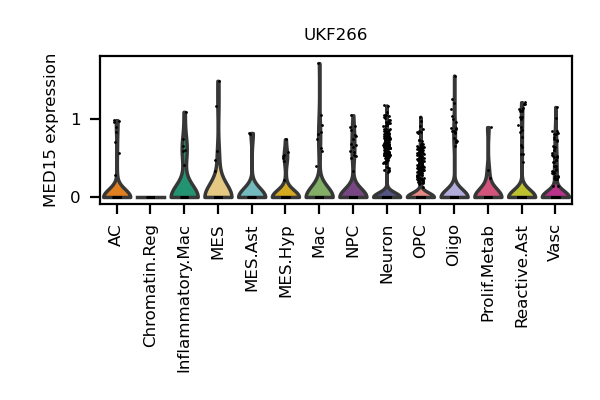 UKF266
MED15 expression
1
0
AC
Chromatin.Reg
Inflammatory.Mac
MES
MES.Ast
MES.Hyp
Mac
NPC
Neuron
OPC
Oligo
Prolif.Metab
Reactive.Ast
Vasc